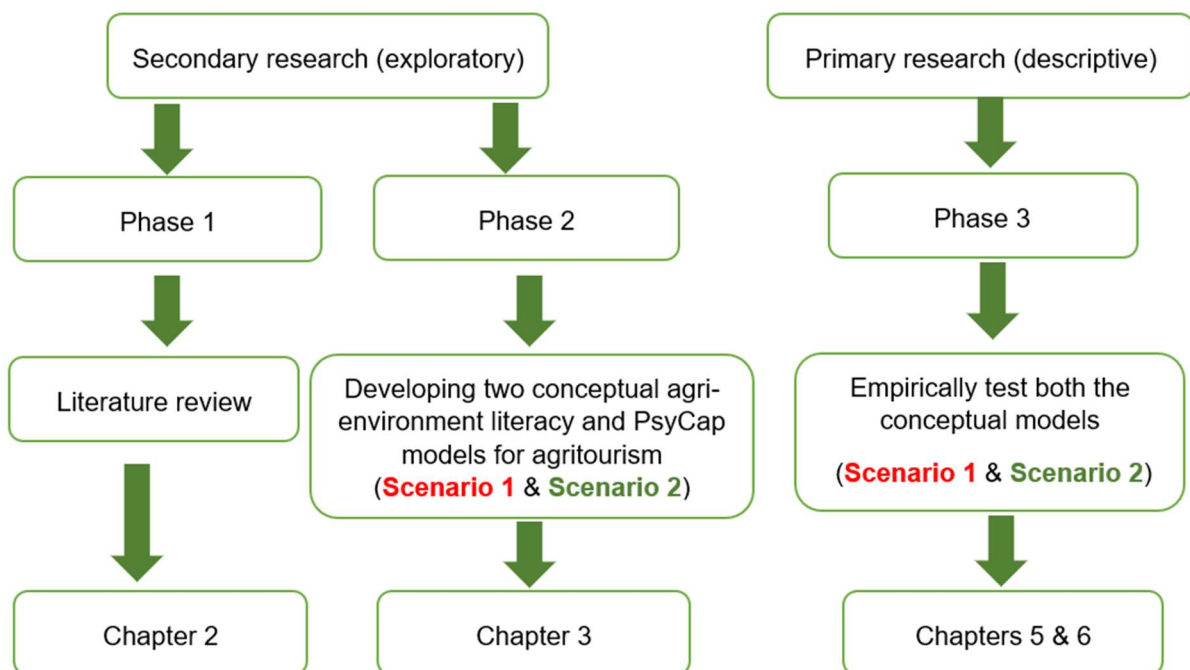 Secondary research (exploratory)
Primary research (descriptive)
Phase 1
Phase 2
Phase 3
Literature review
Developing two conceptual agri-
environment literacy and PsyCap
models for agritourism
(Scenario 1 & Scenario 2)
Empirically test both the
conceptual models
(Scenario 1 & Scenario 2)
Chapter 2
Chapter 3
Chapters 5 & 6